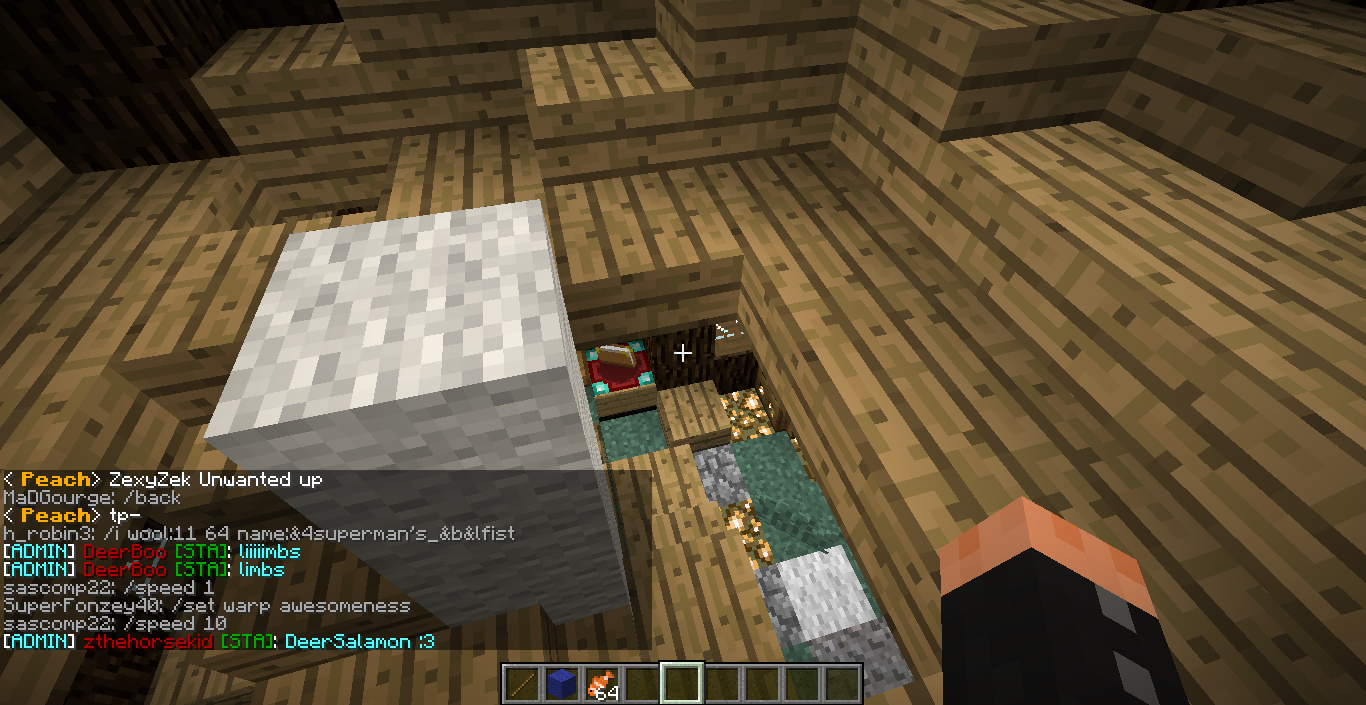 < Peach> ZexyZek Unwanted up
MaDGourge: /back
< Peach> tp-
h_robin3: /i wool:11 64 name:&4superman's_&b&lfist
[ADMIN] DeerBoo [STA]: liiiiimbs
[ADMIN] DeerBoo [STA]: limbs
sascomp22: /speed 1
SuperFonzey40: /set warp awesomeness
sascomp22: /speed 10
[ADMIN] zthehorsekid [STA]: DeerSalamon :3
64